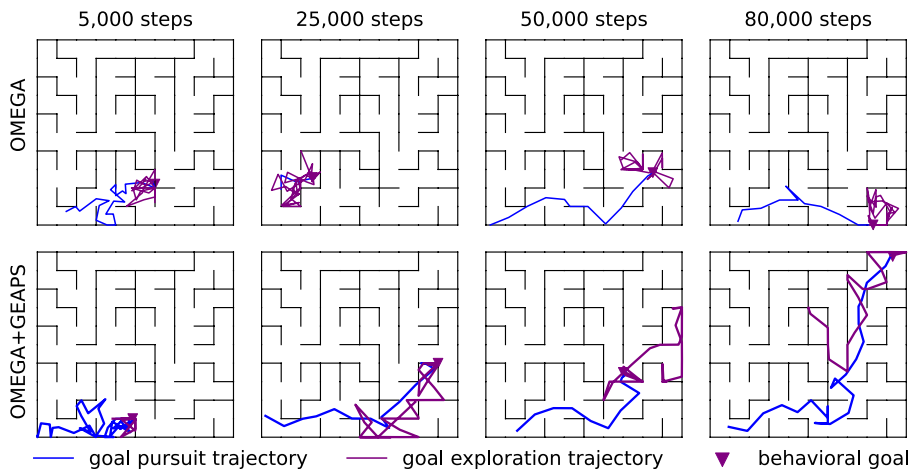 5,000 steps 25,000 steps 50,000 steps 80,000 steps
OMEGA
OMEGA+GEAPS
goal pursuit trajectory goal exploration trajectory behavioral goal